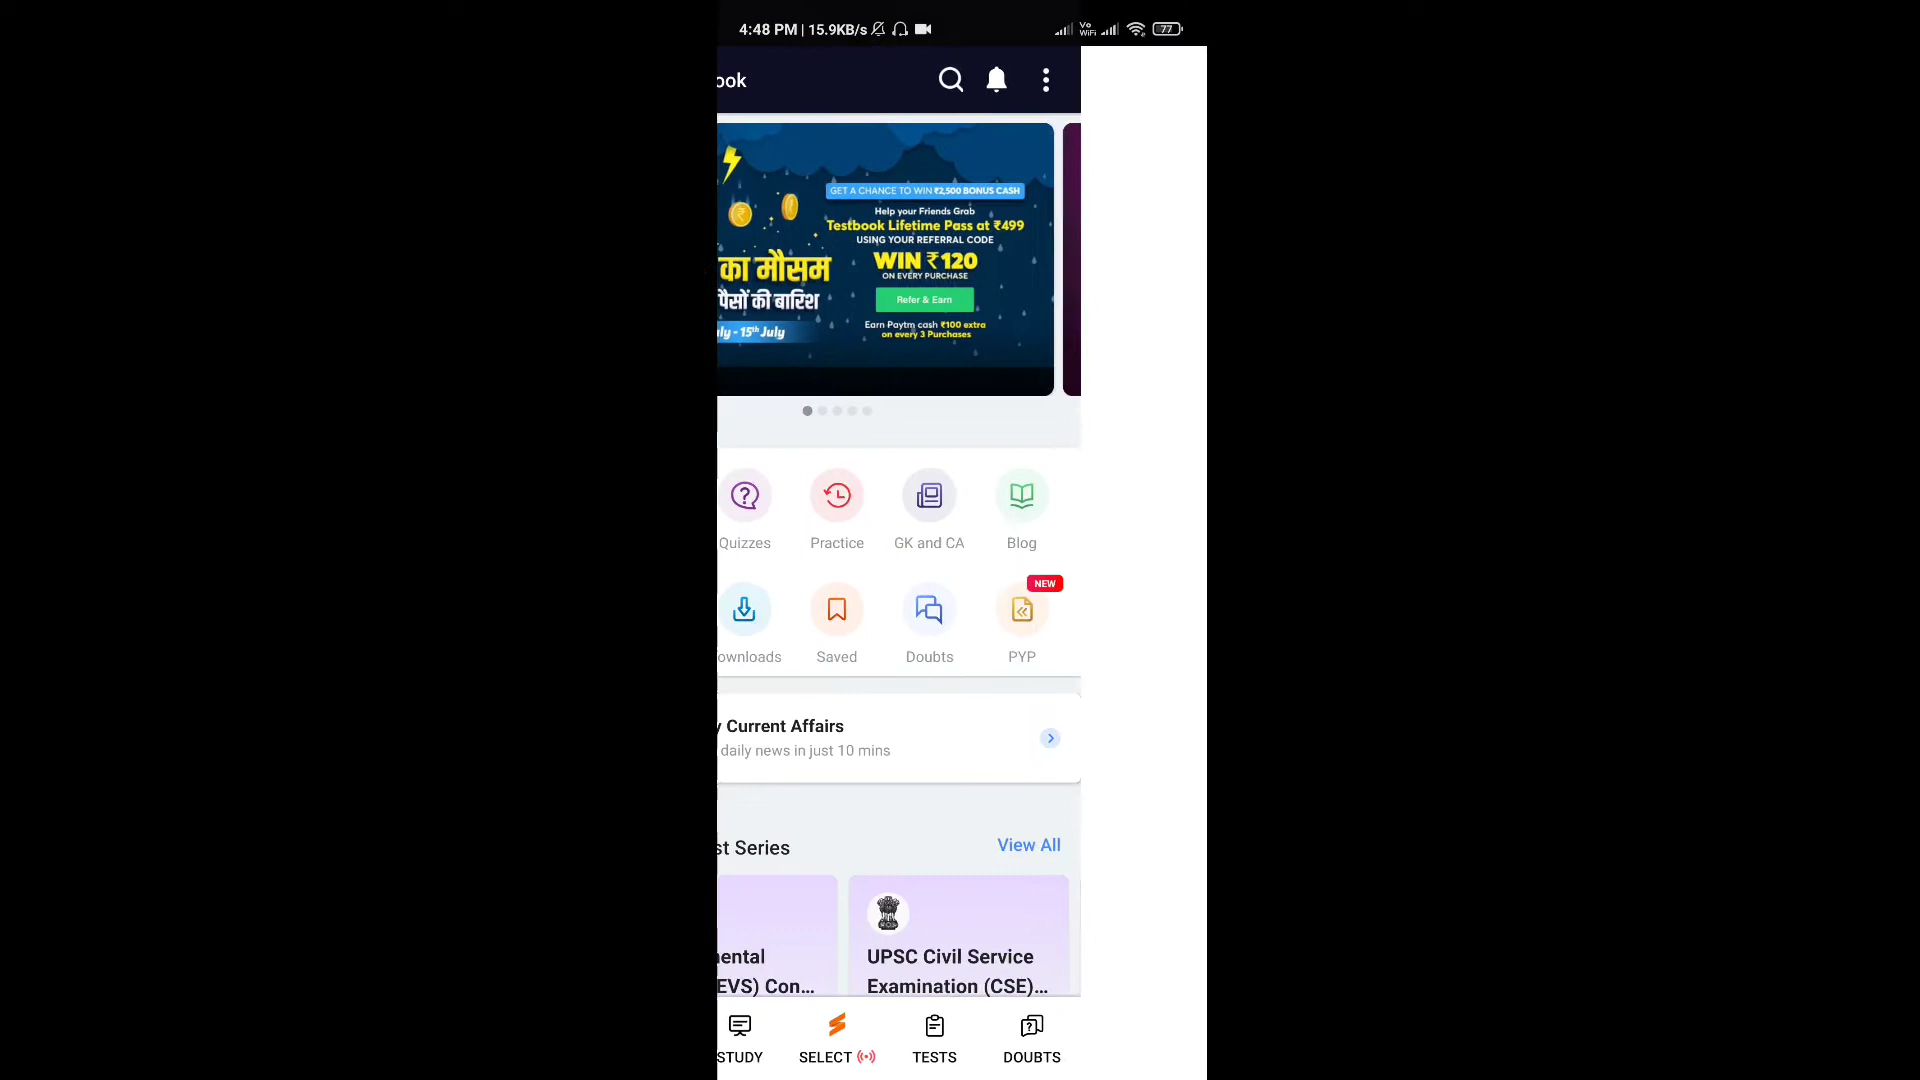 4:48 PM | 15.9KB/s
Vo
WiFi
77
ook
GET A CHANCE TO WIN ₹2,500 BONUS CASH
Help your Friends Grab
Testbook Lifetime Pass at ₹499
USING YOUR REFERRAL CODE
WIN ₹120
ON EVERY PURCHASE
Refer & Earn
Earn Paytm cash ₹100 extra
on every 3 Purchases
का मौसम
पैसों की बारिश
ly - 15th July
Quizzes
Practice
GK and CA
Blog
NEW
ownloads
Saved
Doubts
PYP
y Current Affairs
daily news in just 10 mins
st Series
View All
ental
EVS) Con...
UPSC Civil Service
Examination (CSE)...
STUDY
SELECT
TESTS
DOUBTS